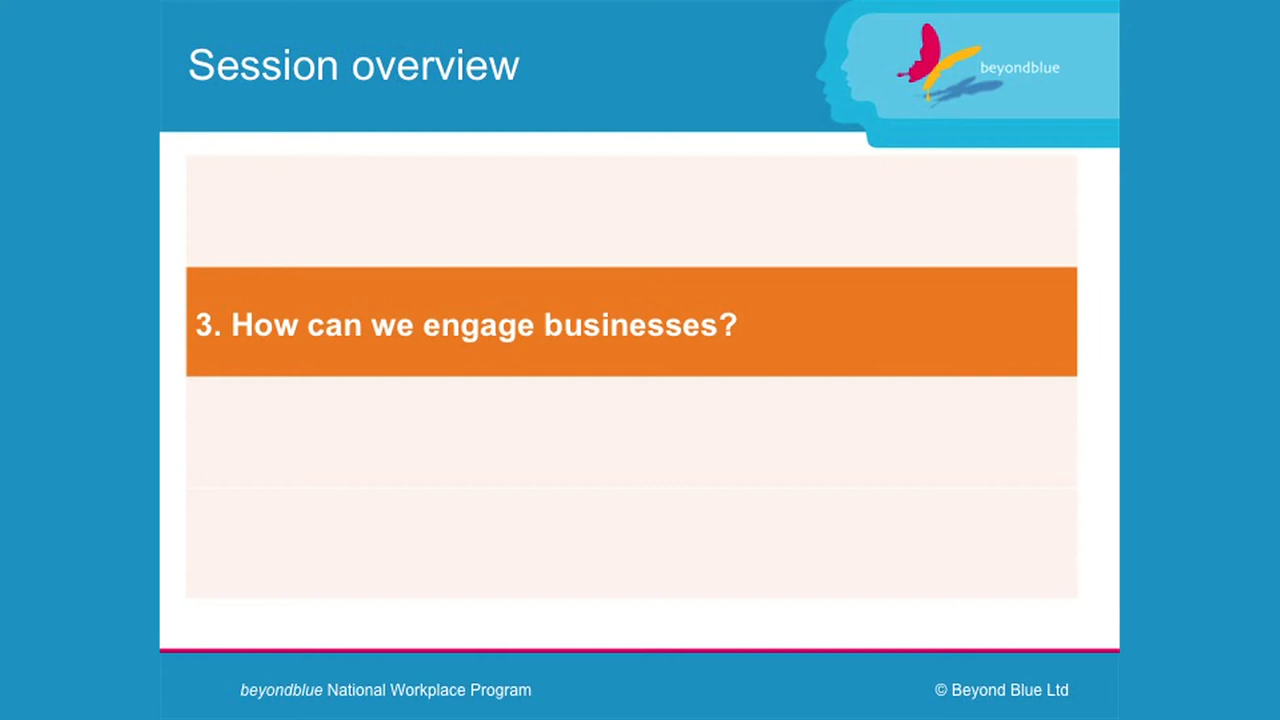 Session overview
beyondblue
3. How can we engage businesses?
beyondblue National Workplace Program
© Beyond Blue Ltd